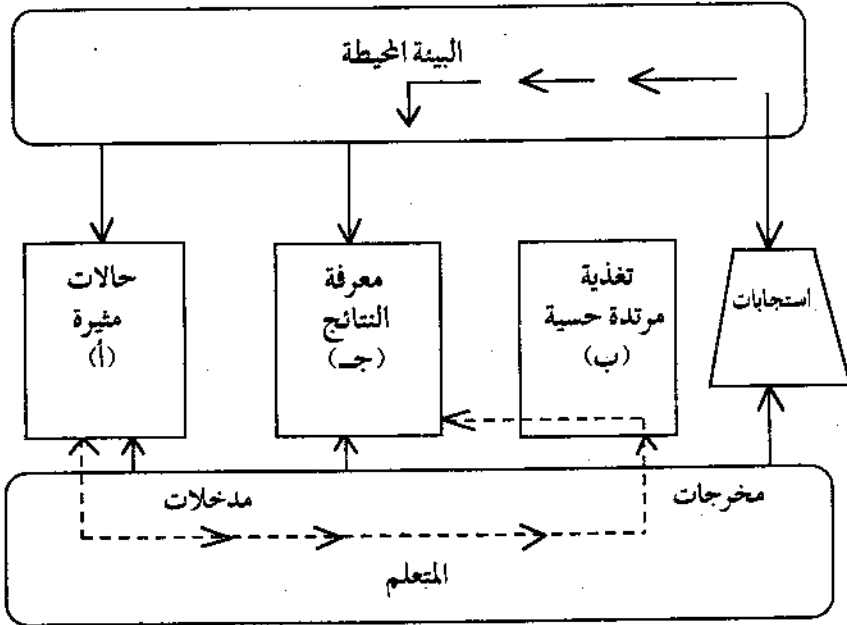 البيئة المحيطة
حالات
مثيرة
(أ)
معرفة
النتائج
(جـ)
تغذية
مرتدة حسية
(ب)
استجابات
مدخلات
مخرجات
المتعلم